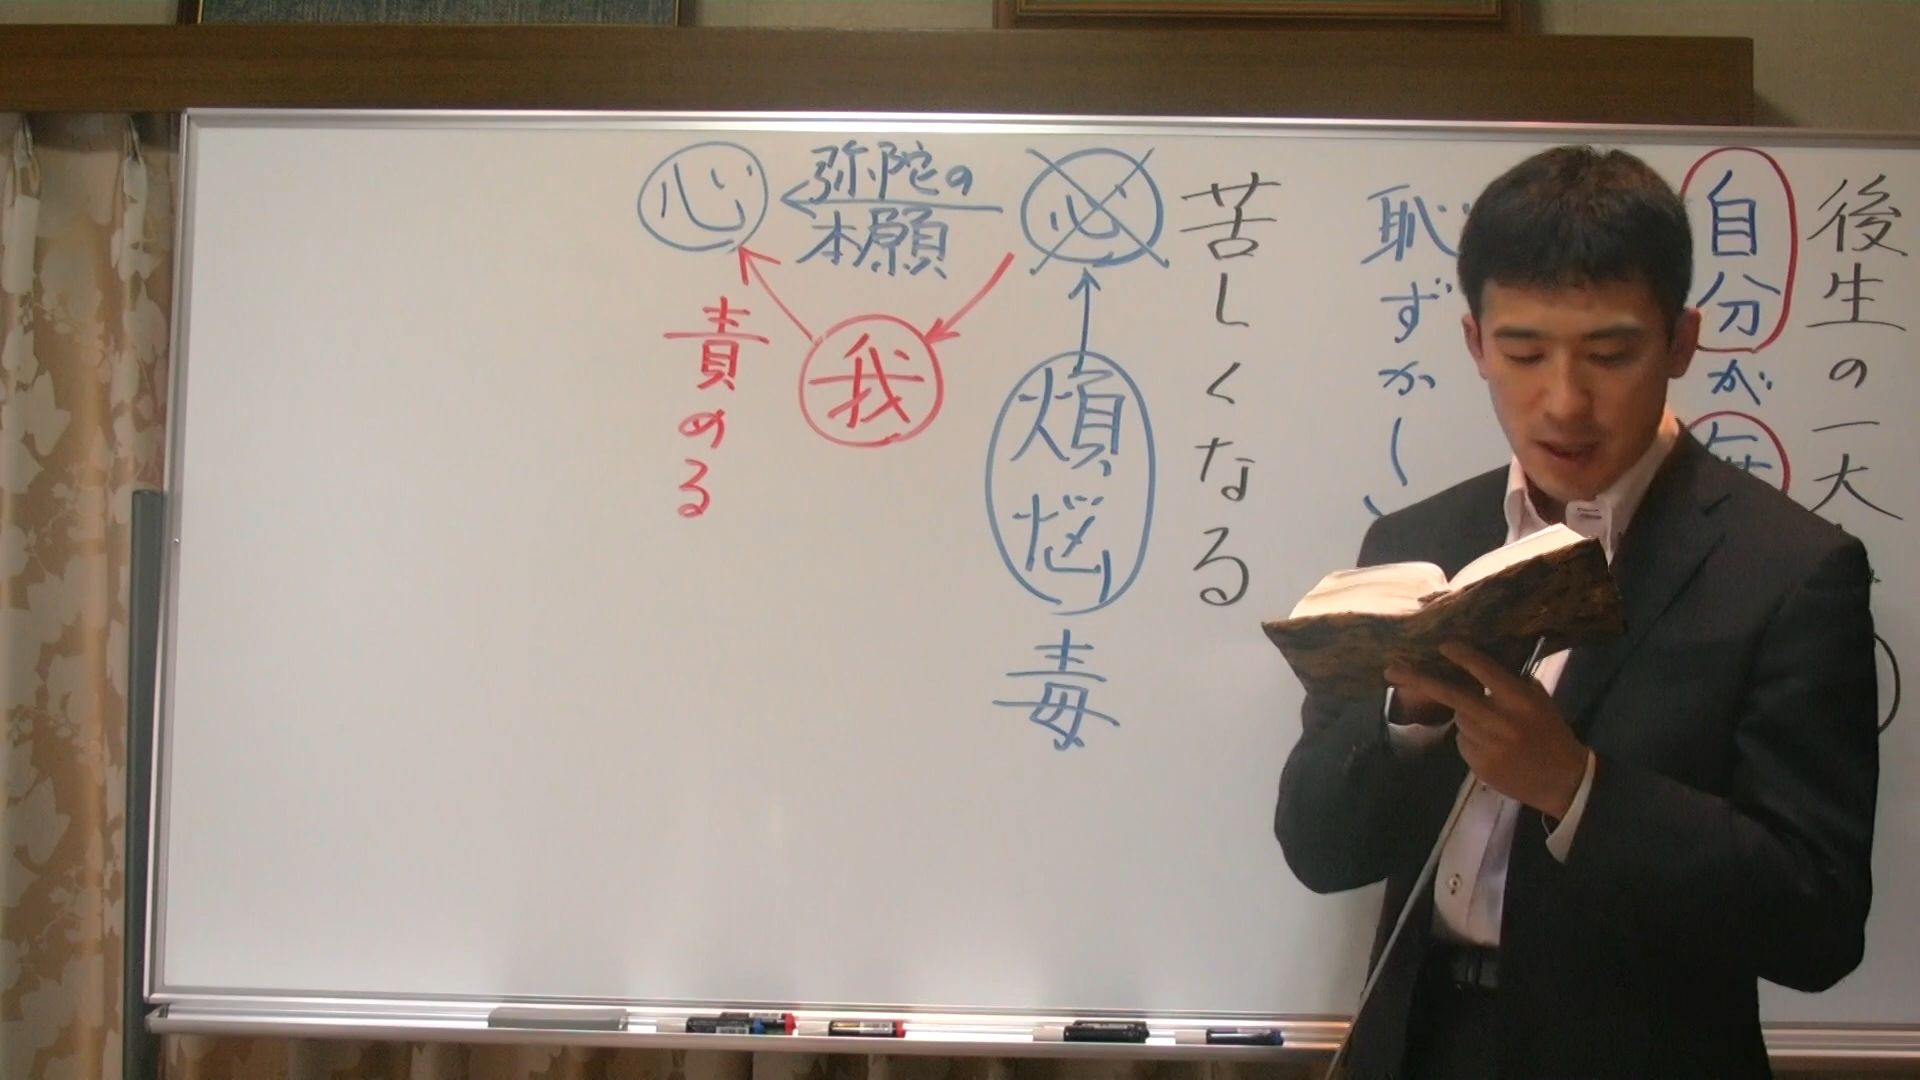 後生の一大
自分が
恥ずかし
苦しくなる
心
煩悩
毒
弥陀の
本願
我
心
責める